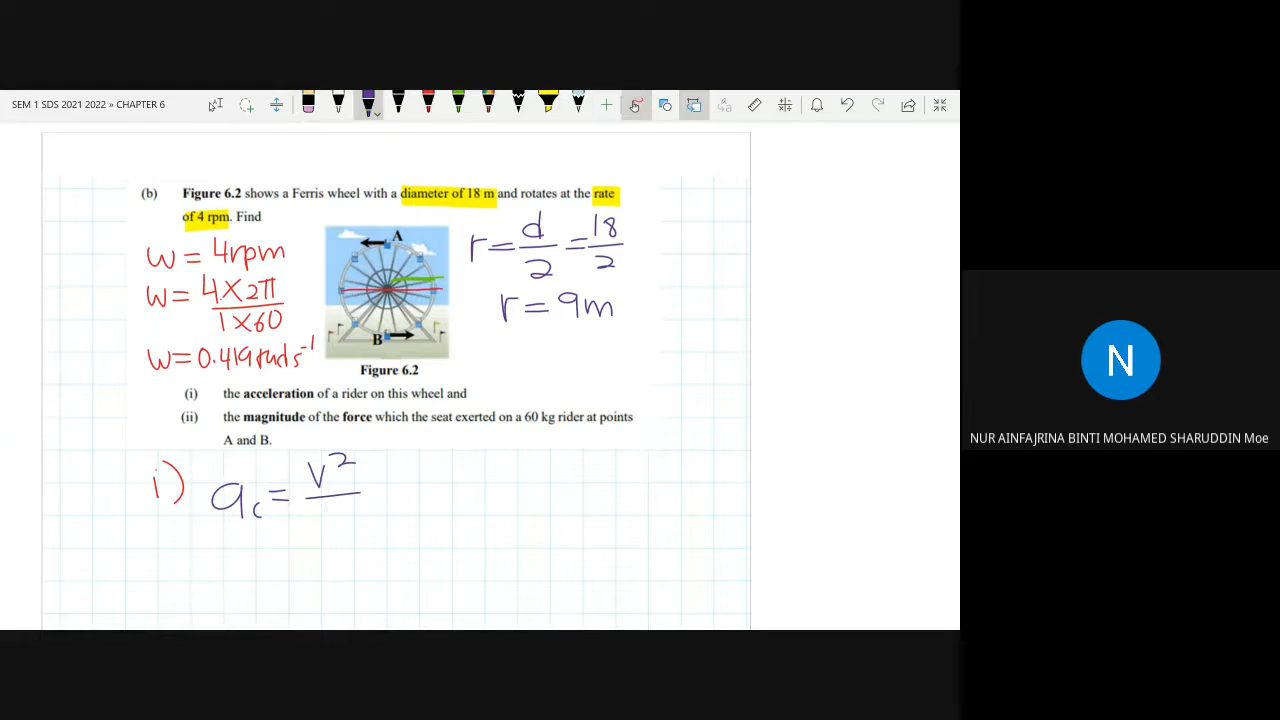 SEM 1 SDS 2021 2022 » CHAPTER 6
(b) Figure 6.2 shows a Ferris wheel with a diameter of 18 m and rotates at the rate
of 4 rpm. Find
ω = 4rpm
ω = 4 × 2π / 1 × 60
ω = 0.419 rad s⁻¹
A
B
r = d/2 = 18/2
r = 9m
Figure 6.2
(i) the acceleration of a rider on this wheel and
(ii) the magnitude of the force which the seat exerted on a 60 kg rider at points
A and B.
i) a_c = v²
N
NUR AINFAJRINA BINTI MOHAMED SHARUDDIN Moe